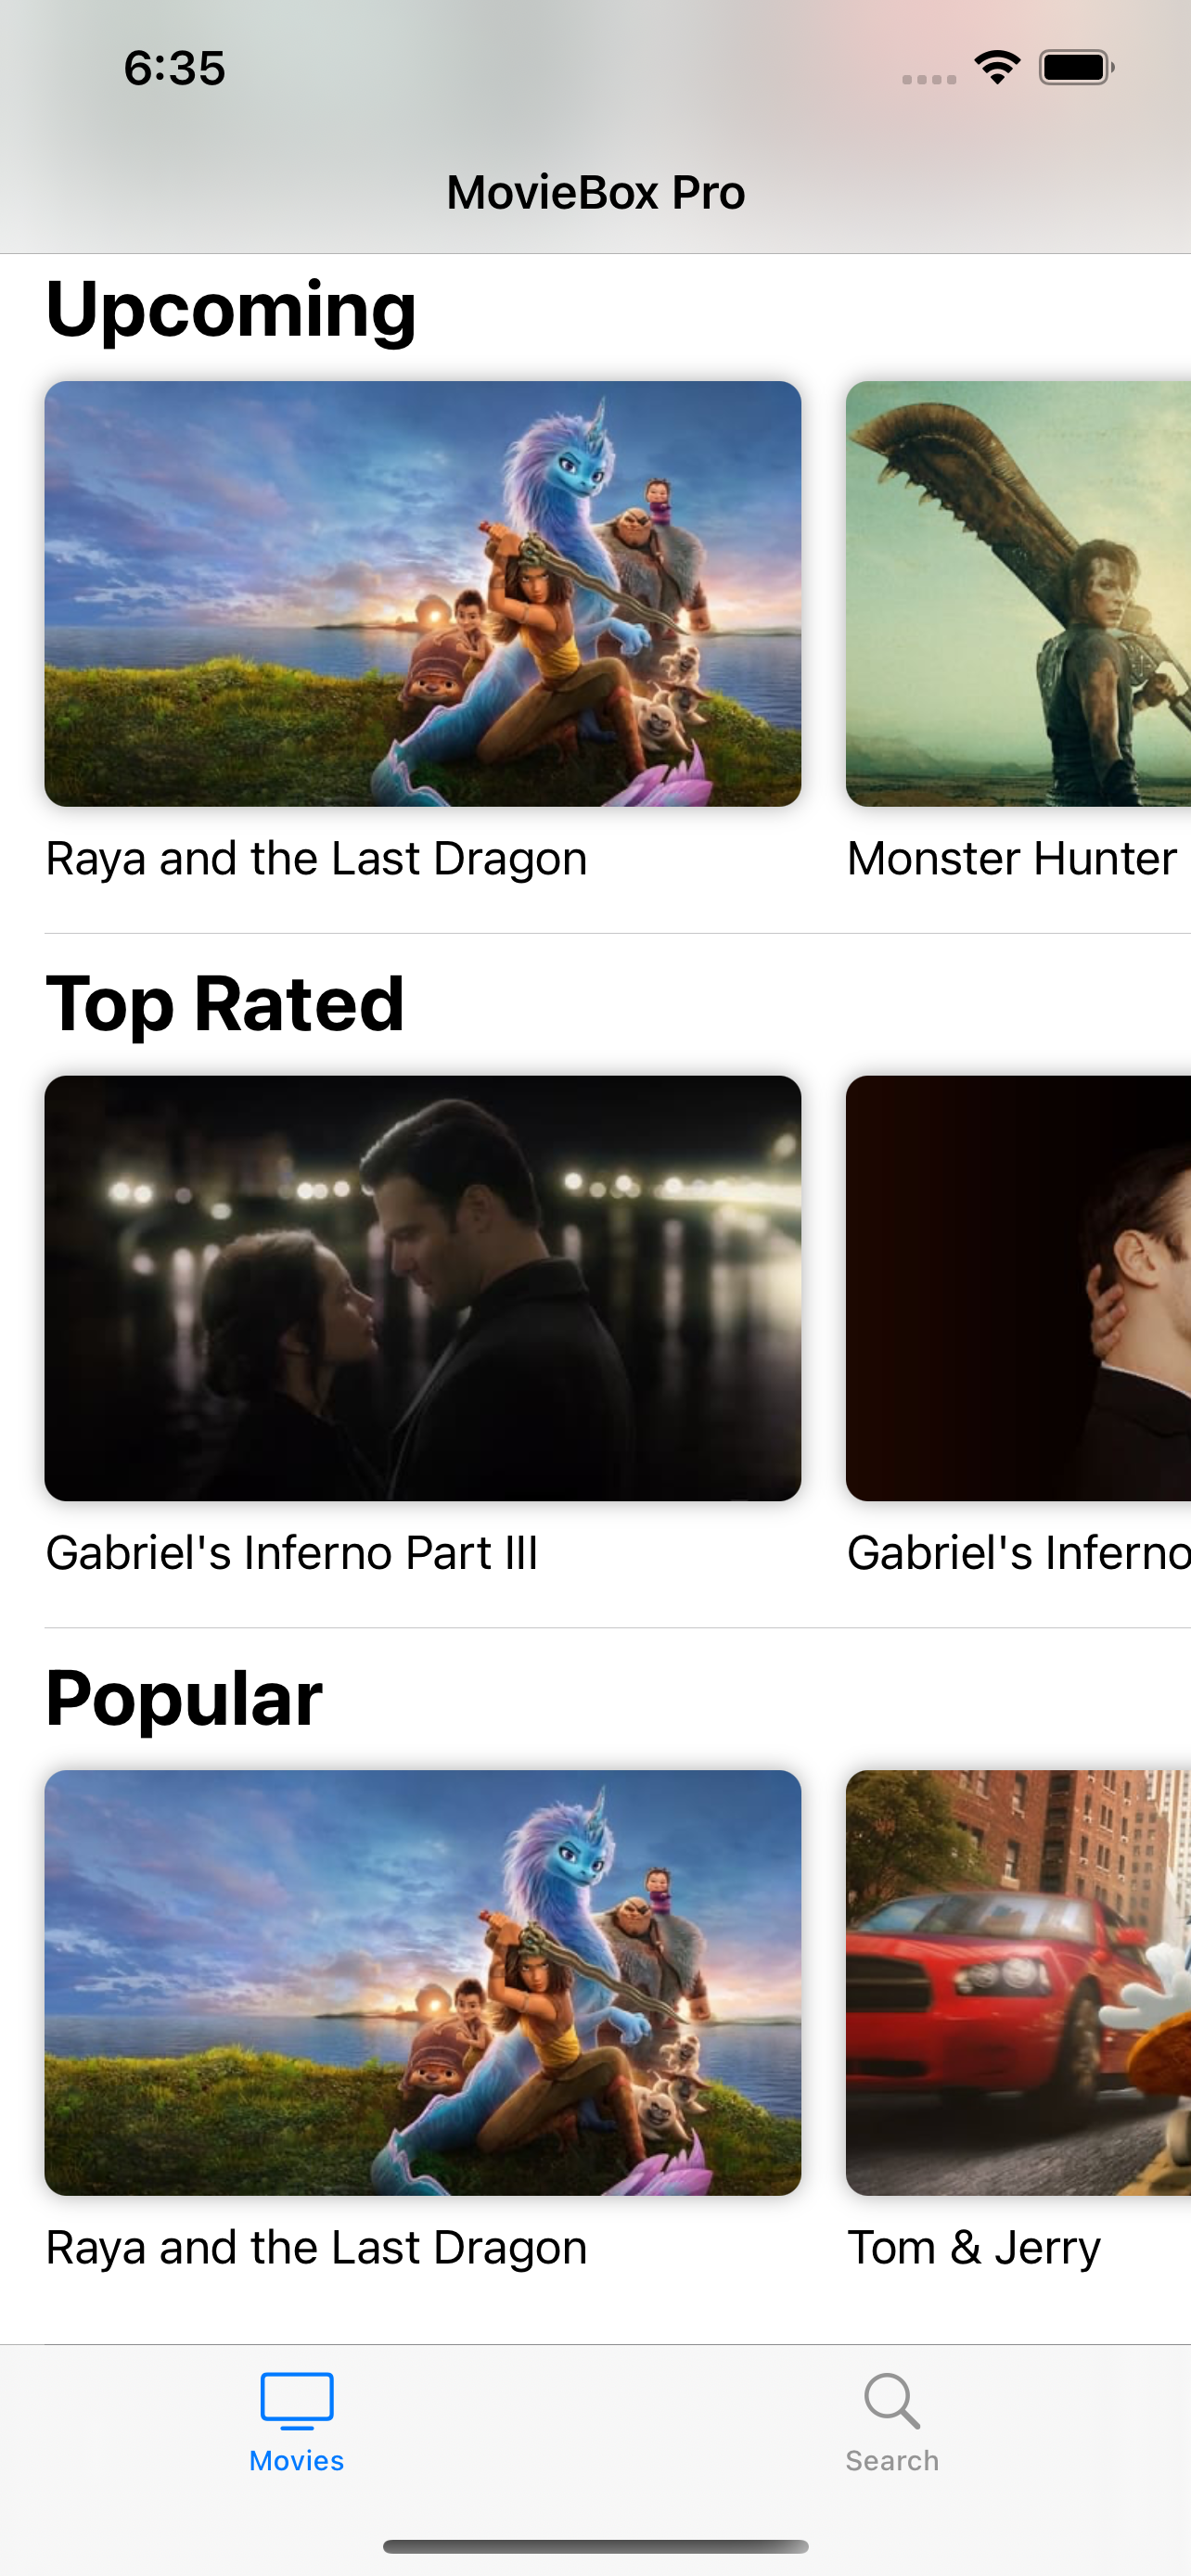 6:35
MovieBox Pro
Upcoming
Raya and the Last Dragon
Monster Hunter
Top Rated
Gabriel's Inferno Part III
Gabriel's Inferno
Popular
Raya and the Last Dragon
Tom & Jerry
Movies
Search